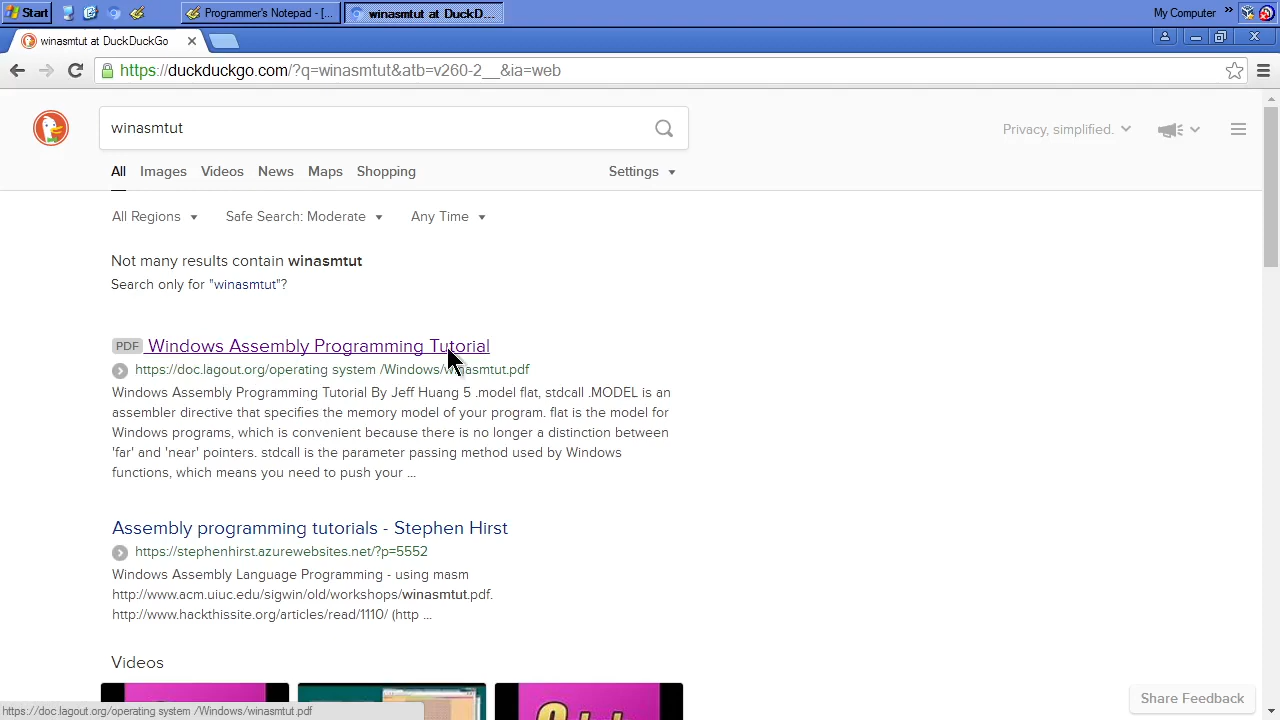 Start
Programmer's Notepad - [...
winasmtut at DuckD...
My Computer
»
winasmtut at DuckDuckGo
https://duckduckgo.com/?q=winasmtut&atb=v260-2__&ia=web
winasmtut
Privacy, simplified.
All Images Videos News Maps Shopping Settings
All Regions Safe Search: Moderate Any Time
Not many results contain winasmtut
Search only for "winasmtut"?
PDF Windows Assembly Programming Tutorial
https://doc.lagout.org/operating system /Windows/winasmtut.pdf
Windows Assembly Programming Tutorial By Jeff Huang 5 .model flat, stdcall .MODEL is an
assembler directive that specifies the memory model of your program. flat is the model for
Windows programs, which is convenient because there is no longer a distinction between
'far' and 'near' pointers. stdcall is the parameter passing method used by Windows
functions, which means you need to push your ...
Assembly programming tutorials - Stephen Hirst
https://stephenhirst.azurewebsites.net/?p=5552
Windows Assembly Language Programming - using masm
http://www.acm.uiuc.edu/sigwin/old/workshops/winasmtut.pdf.
http://www.hackthissite.org/articles/read/1110/ (http ...
Videos
Share Feedback
https://doc.lagout.org/operating system /Windows/winasmtut.pdf